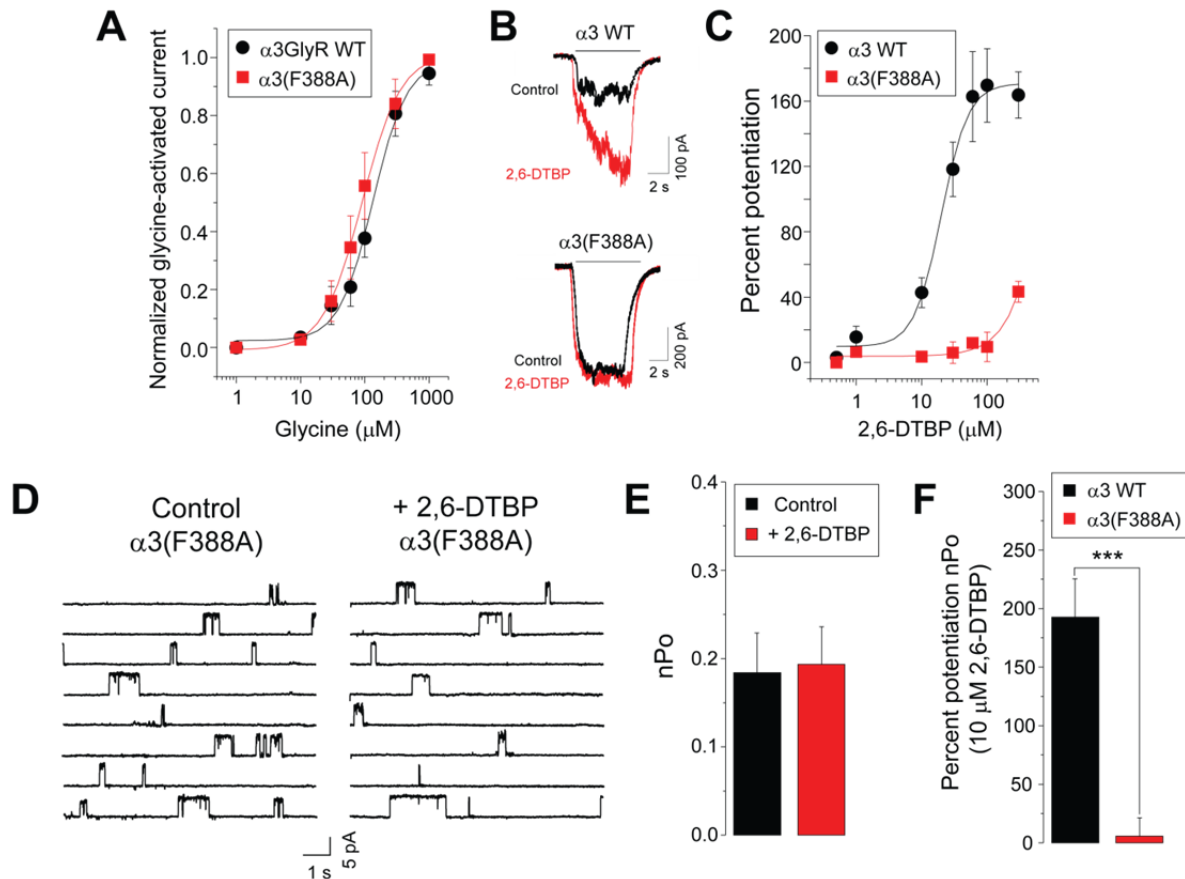 A
α3GlyR WT
α3(F388A)
Normalized glycine-activated current
1.0
0.8
0.6
0.4
0.2
0.0
1
10
100
1000
Glycine (μM)
B
α3 WT
Control
2,6-DTBP
100 pA
2 s
α3(F388A)
Control
2,6-DTBP
200 pA
2 s
C
α3 WT
α3(F388A)
Percent potentiation
200
160
120
80
40
0
1
10
100
2,6-DTBP (μM)
D
Control
α3(F388A)
+ 2,6-DTBP
α3(F388A)
1 s
5 pA
E
Control
+ 2,6-DTBP
nPo
0.4
0.3
0.2
0.1
0.0
F
α3 WT
α3(F388A)
Percent potentiation nPo
(10 μM 2,6-DTBP)
300
250
200
150
100
50
0
***